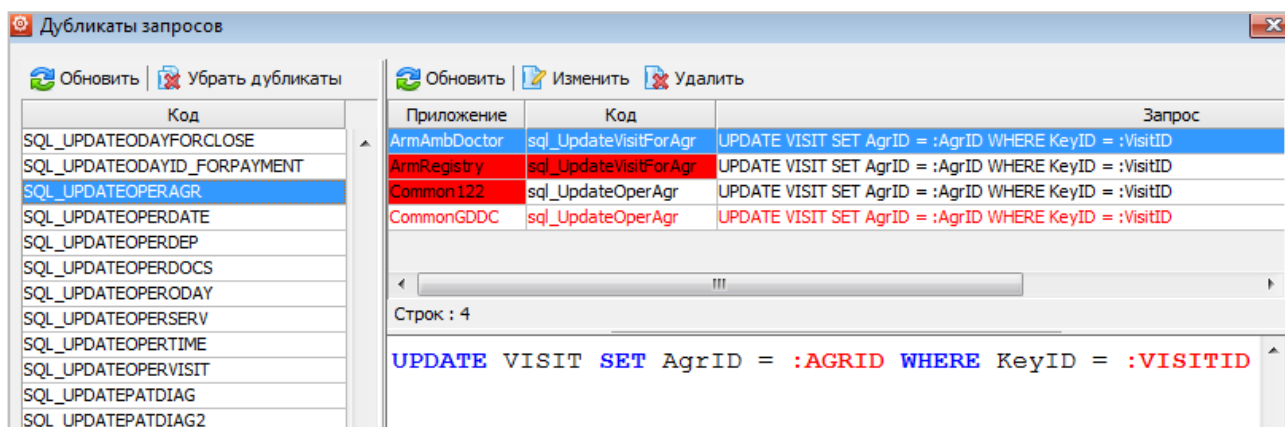 Дубликаты запросов
Обновить Убрать дубликаты
Код
SQL_UPDATEODAYFORCLOSE
SQL_UPDATEODAYID_FORPAYMENT
SQL_UPDATEOPERAGR
SQL_UPDATEOPERDATE
SQL_UPDATEOPERDEP
SQL_UPDATEOPERDOCS
SQL_UPDATEOPERODAY
SQL_UPDATEOPERSERV
SQL_UPDATEOPERTIME
SQL_UPDATEOPERVISIT
SQL_UPDATEPATDIAG
SQL_UPDATEPATDIAG2
Обновить Изменить Удалить
Приложение Код Запрос
ArmAmbDoctor sql_UpdateVisitForAgr UPDATE VISIT SET AgrID = :AgrID WHERE KeyID = :VisitID
ArmRegistry sql_UpdateVisitForAgr UPDATE VISIT SET AgrID = :AgrID WHERE KeyID = :VisitID
Common122 sql_UpdateOperAgr UPDATE VISIT SET AgrID = :AgrID WHERE KeyID = :VisitID
CommonGDDC sql_UpdateOperAgr UPDATE VISIT SET AgrID = :AgrID WHERE KeyID = :VisitID
Строк : 4
UPDATE VISIT SET AgrID = :AGRID WHERE KeyID = :VISITID